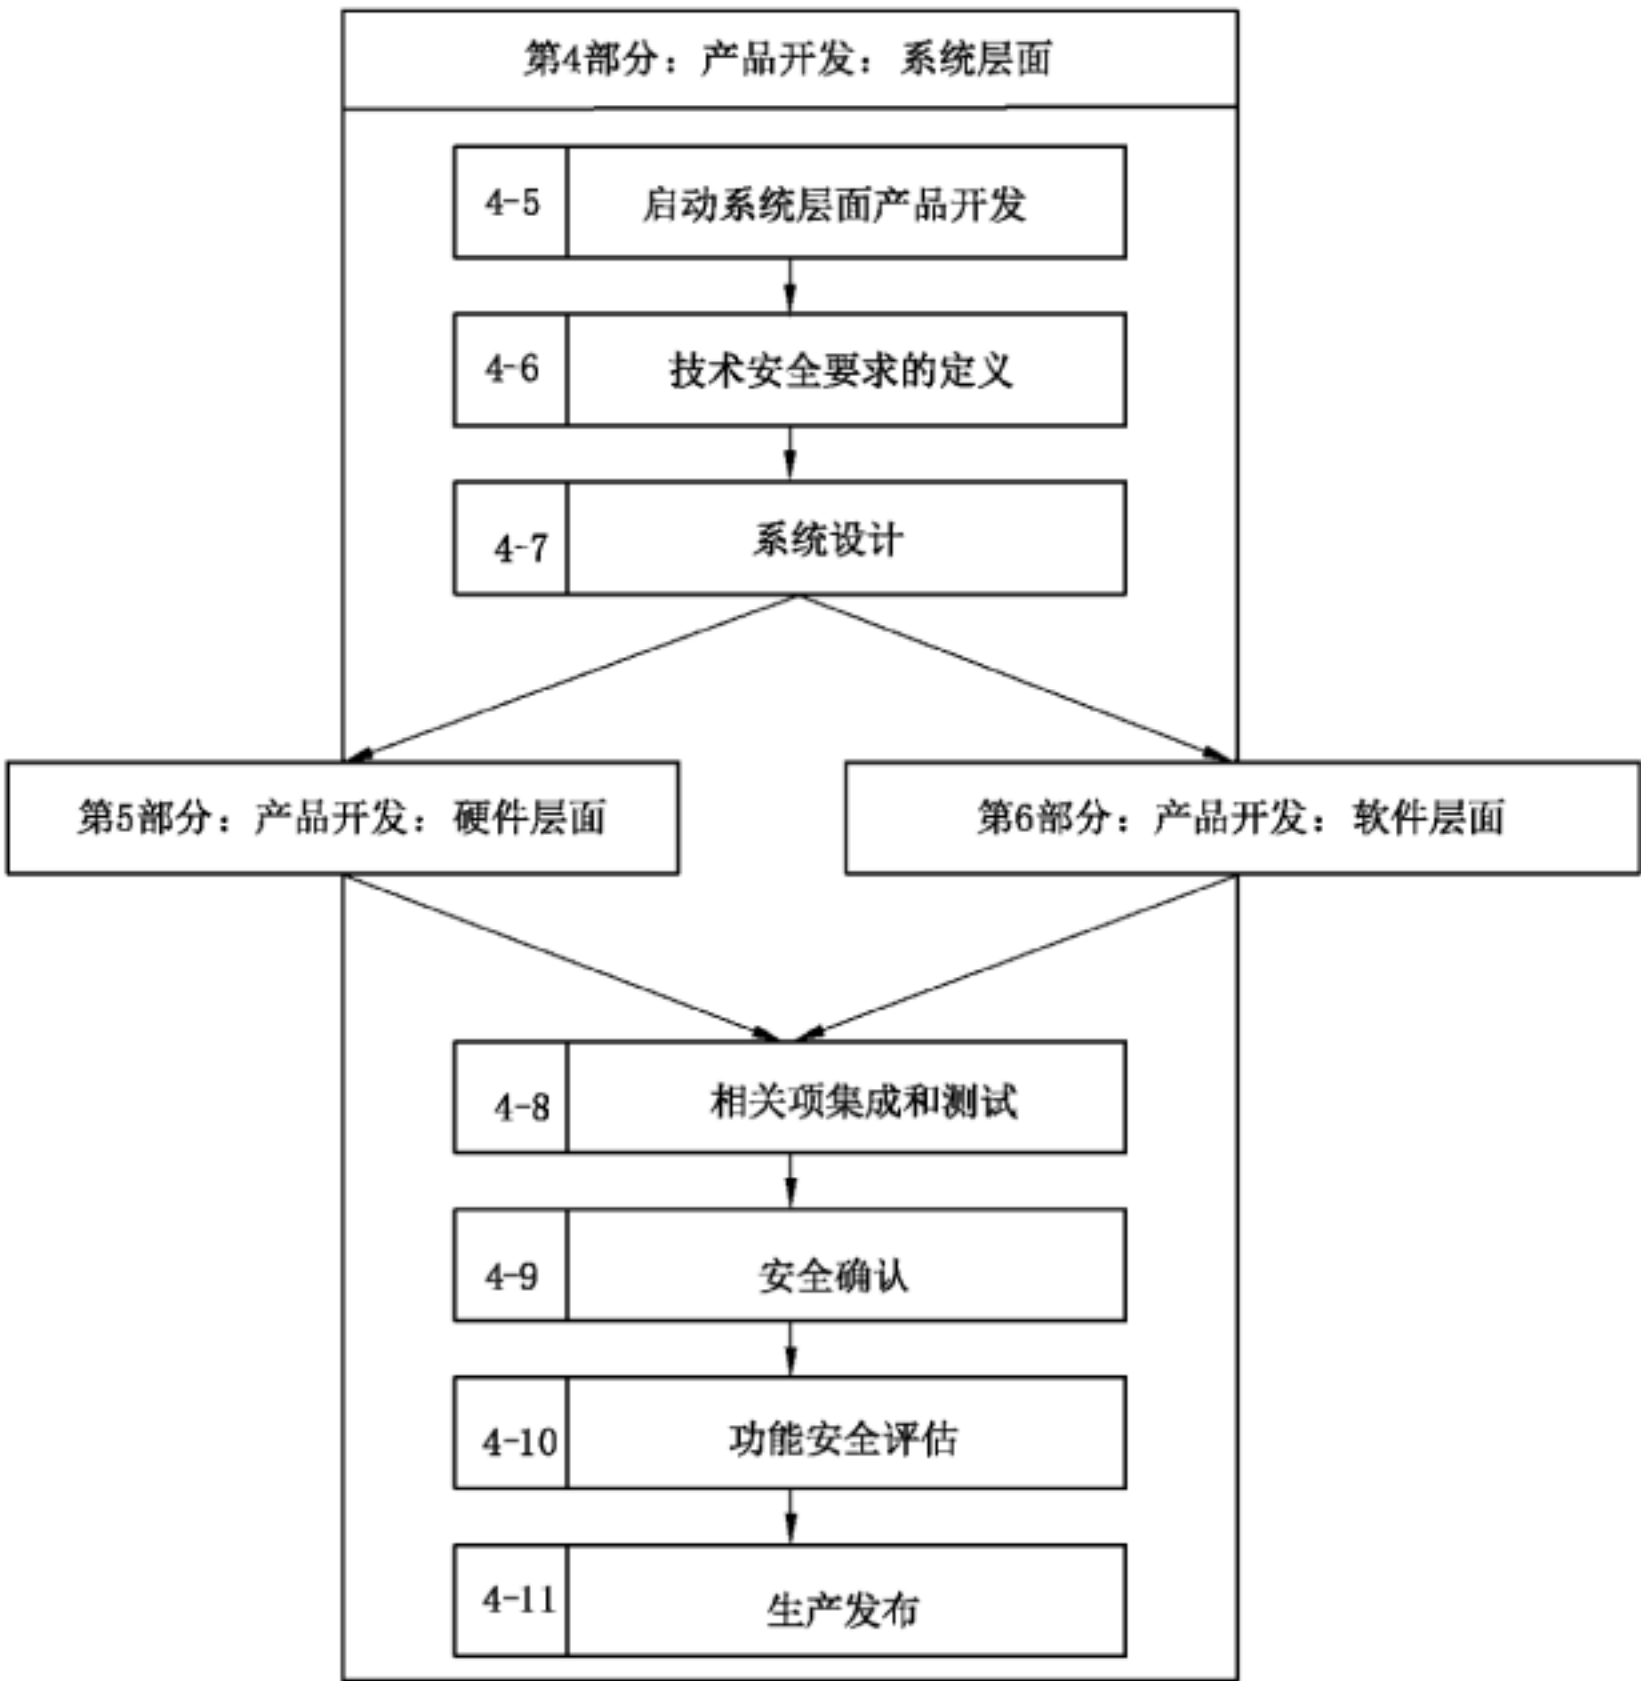 第4部分：产品开发：系统层面
4-5 启动系统层面产品开发
4-6 技术安全要求的定义
4-7 系统设计
第5部分：产品开发：硬件层面
第6部分：产品开发：软件层面
4-8 相关项集成和测试
4-9 安全确认
4-10 功能安全评估
4-11 生产发布